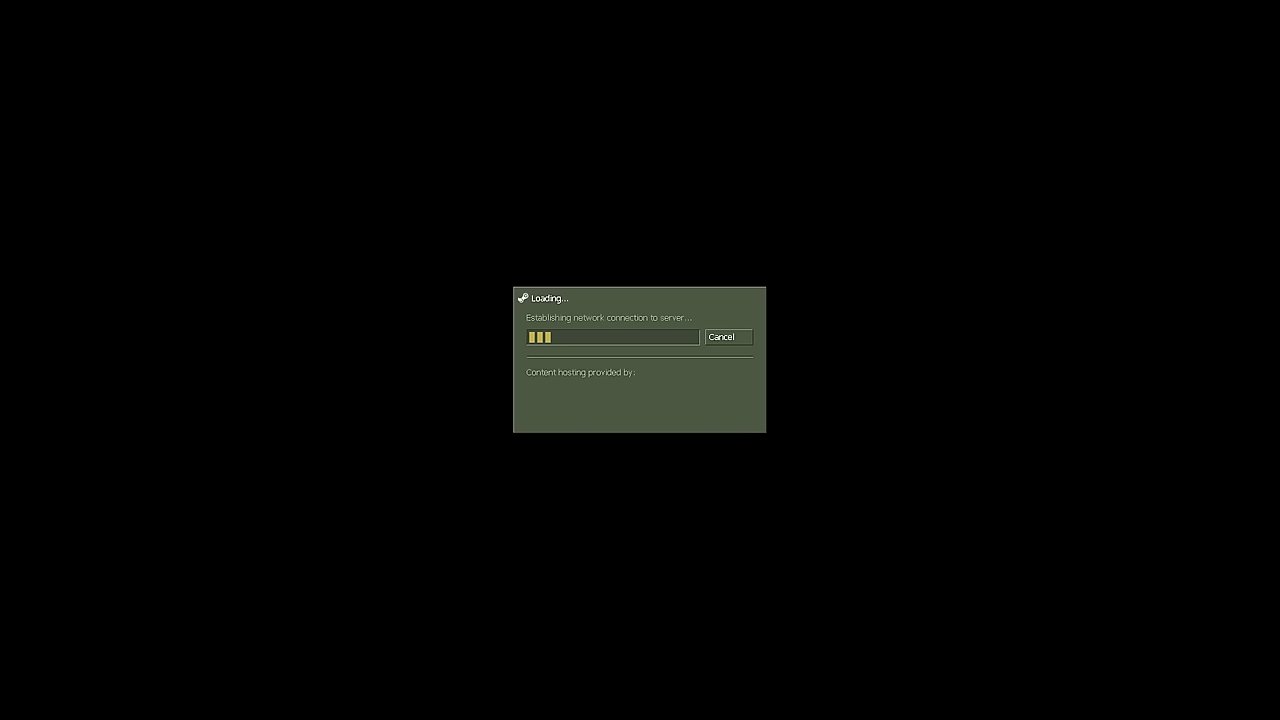 Loading...
Establishing network connection to server...
Cancel
Content hosting provided by: